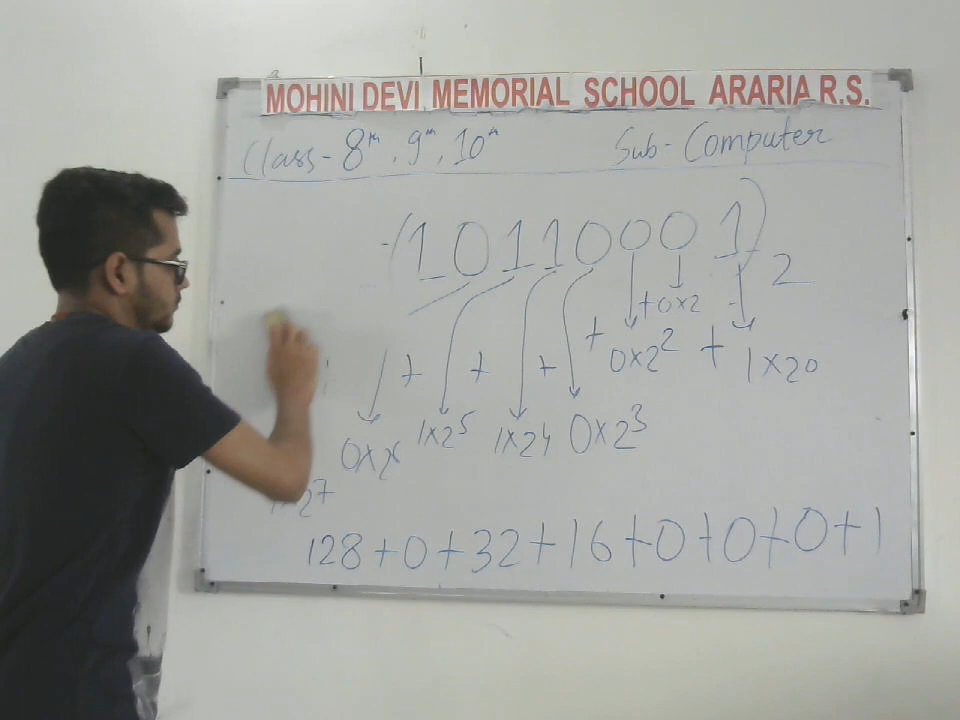 MOHINI DEVI MEMORIAL SCHOOL ARARIA R.S.
Class - 8th, 9th, 10th Sub - Computer
(10110001)2
+0x2
+ 0x2² + 1x20
+ + +
0x2⁶ 1x2⁵ 1x24 0x2³
2⁷
128+0+32+16+0+0+0+1